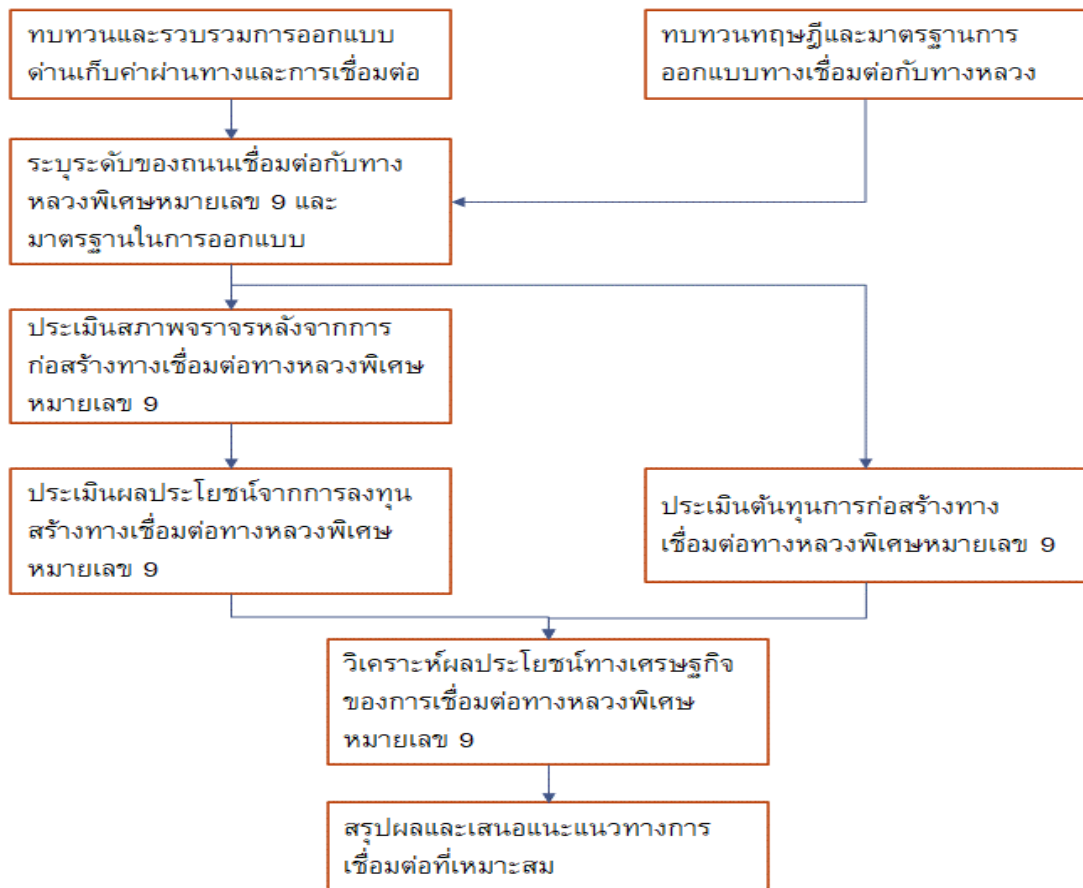 ทบทวนและรวบรวมการออกแบบ
ด่านเก็บค่าผ่านทางและการเชื่อมต่อ
ทบทวนทฤษฎีและมาตรฐานการ
ออกแบบทางเชื่อมต่อกับทางหลวง
ระบุระดับของถนนเชื่อมต่อกับทาง
หลวงพิเศษหมายเลข 9 และ
มาตรฐานในการออกแบบ
ประเมินสภาพจราจรหลังจากการ
ก่อสร้างทางเชื่อมต่อทางหลวงพิเศษ
หมายเลข 9
ประเมินผลประโยชน์จากการลงทุน
สร้างทางเชื่อมต่อทางหลวงพิเศษ
หมายเลข 9
ประเมินต้นทุนการก่อสร้างทาง
เชื่อมต่อทางหลวงพิเศษหมายเลข 9
วิเคราะห์ผลประโยชน์ทางเศรษฐกิจ
ของการเชื่อมต่อทางหลวงพิเศษ
หมายเลข 9
สรุปผลและเสนอแนะแนวทางการ
เชื่อมต่อที่เหมาะสม